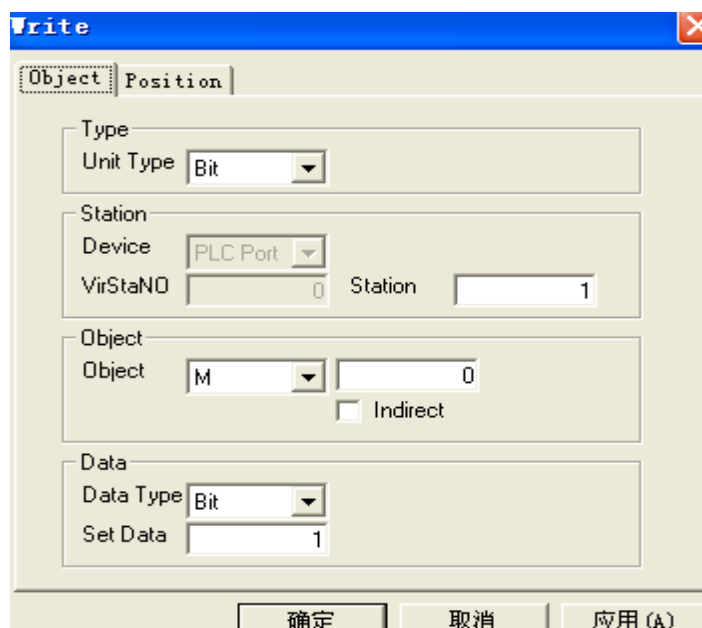 Write
Object Position
Type
Unit Type Bit
Station
Device PLC Port
VirStaNO 0 Station 1
Object
Object M 0
Indirect
Data
Data Type Bit
Set Data 1
确定 取消 应用(A)